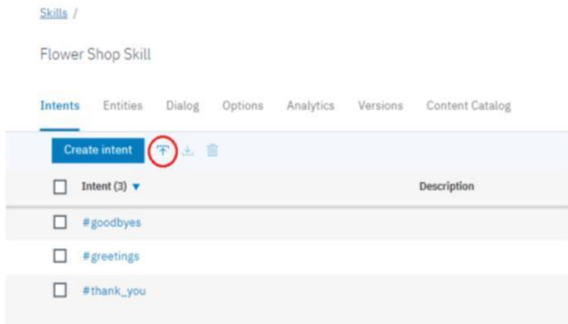 Skills /
Flower Shop Skill
Intents Entities Dialog Options Analytics Versions Content Catalog
Create intent
Intent (3) ▼ Description
#goodbyes
#greetings
#thank_you